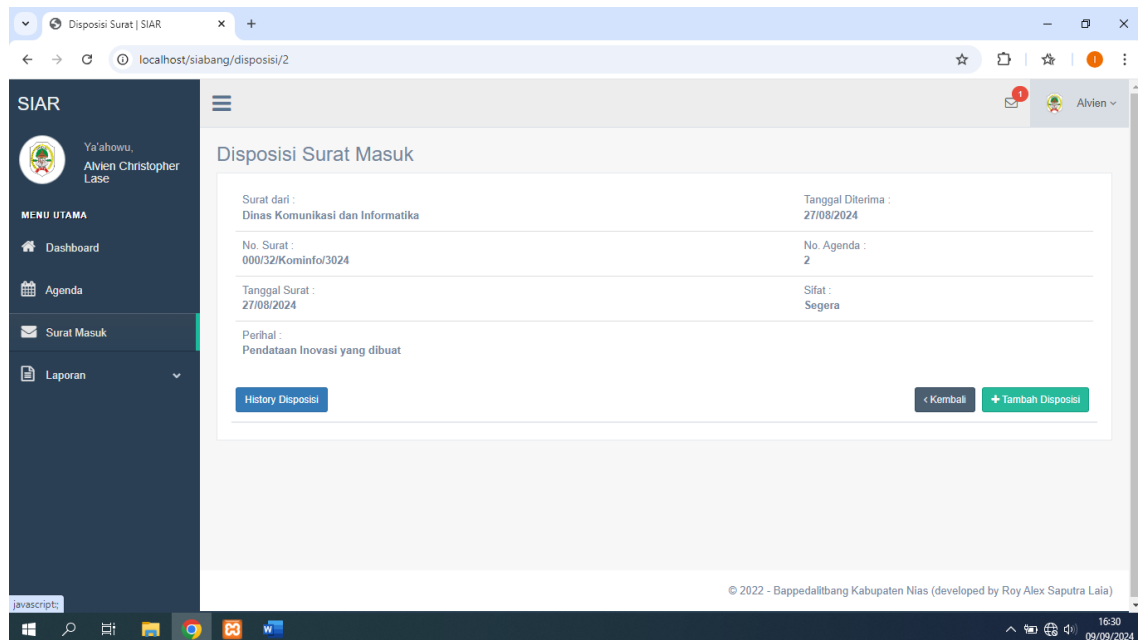 Disposisi Surat | SIAR
localhost/siabang/disposisi/2
SIAR
1
Alvien
Ya'ahowu,
Alvien Christopher
Lase
MENU UTAMA
Dashboard
Agenda
Surat Masuk
Laporan
Disposisi Surat Masuk
Surat dari :
Dinas Komunikasi dan Informatika
Tanggal Diterima :
27/08/2024
No. Surat :
000/32/Kominfo/3024
No. Agenda :
2
Tanggal Surat :
27/08/2024
Sifat :
Segera
Perihal :
Pendataan Inovasi yang dibuat
History Disposisi
< Kembali
+ Tambah Disposisi
© 2022 - Bappedalitbang Kabupaten Nias (developed by Roy Alex Saputra Laia)
javascript:;
16:30
09/09/2024